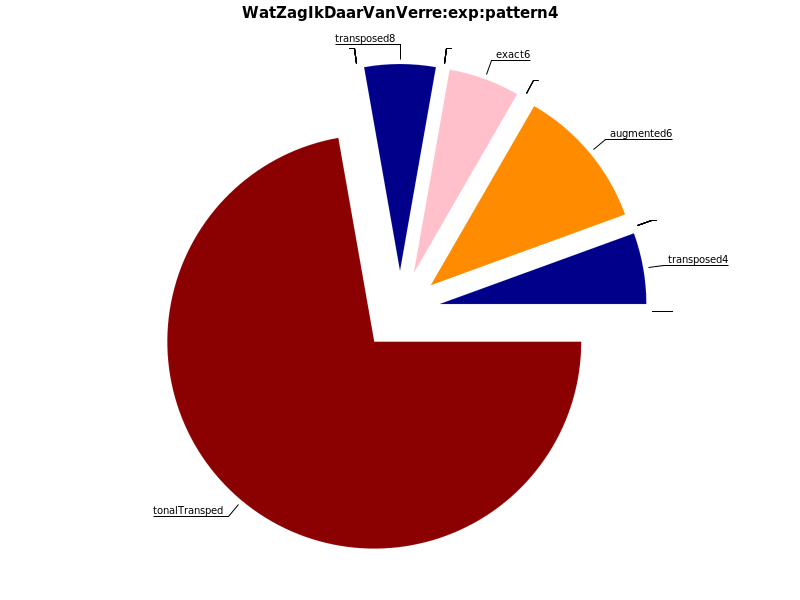 WatZagIkDaarVanVerre:exp:pattern4
transposed8
exact6
augmented6
transposed4
tonalTransped